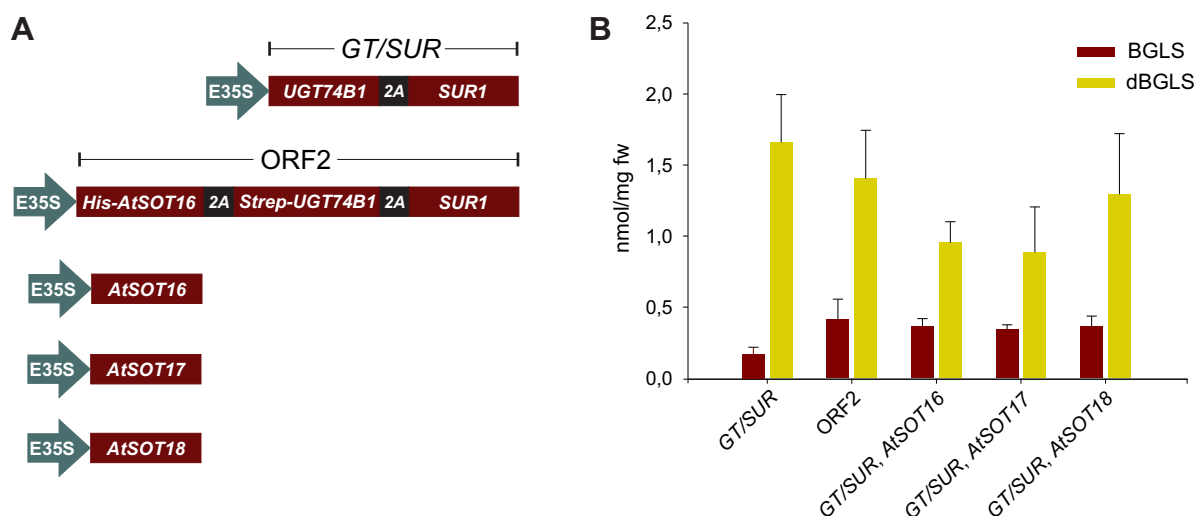 A
GT/SUR
E35S UGT74B1 2A SUR1
ORF2
E35S His-AtSOT16 2A Strep-UGT74B1 2A SUR1
E35S AtSOT16
E35S AtSOT17
E35S AtSOT18
B
nmol/mg fw
2,5
2,0
1,5
1,0
0,5
0,0
BGLS
dBGLS
GT/SUR
ORF2
GT/SUR, AtSOT16
GT/SUR, AtSOT17
GT/SUR, AtSOT18